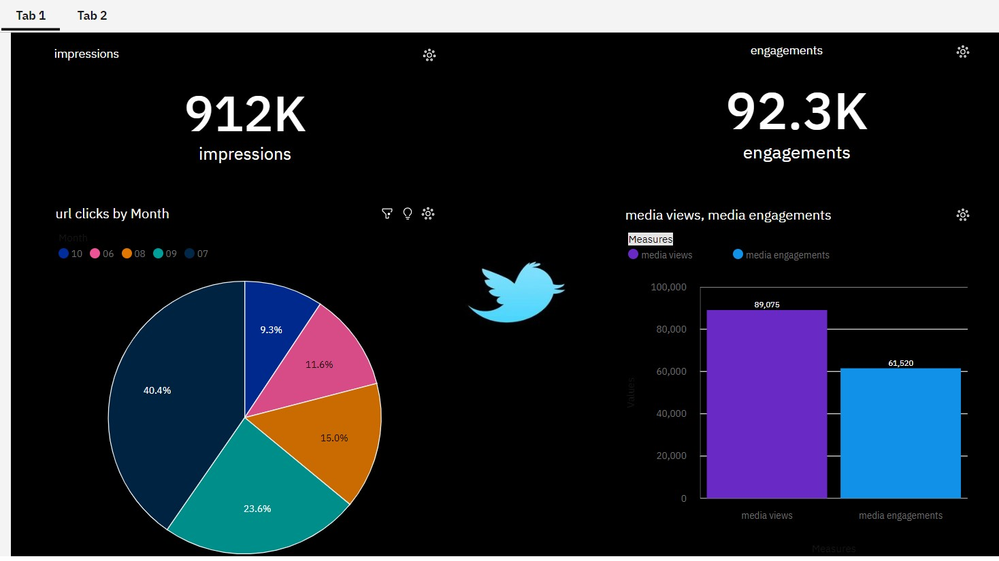 Tab 1 Tab 2
impressions
912K
impressions
engagements
92.3K
engagements
url clicks by Month
Month
10 06 08 09 07
9.3%
11.6%
40.4%
15.0%
23.6%
media views, media engagements
Measures
media views media engagements
Values
100,000
89,075
80,000
61,520
60,000
40,000
20,000
0
media views media engagements
Measures